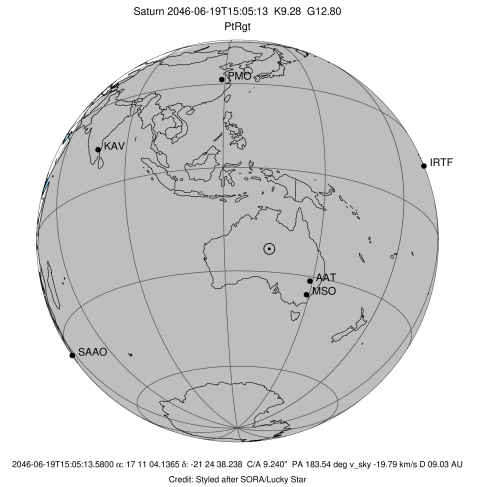 Saturn 2046-06-19T15:05:13 K9.28 G12.80
PtRgt
PMO
KAV
IRTF
AAT
MSO
SAAO
2046-06-19T15:05:13.5800 α: 17 11 04.1365 δ: -21 24 38.238 C/A 9.240" PA 183.54 deg v_sky -19.79 km/s D 09.03 AU
Credit: Styled after SORA/Lucky Star